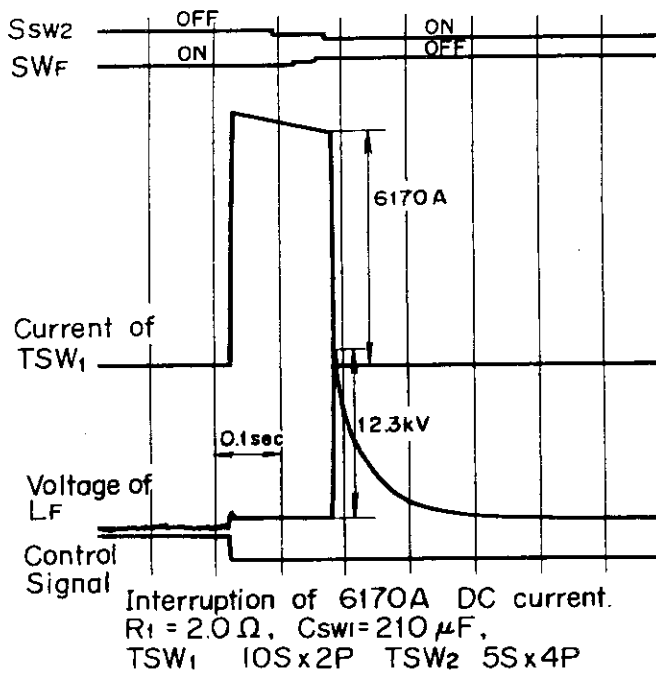 SSW2 OFF ON
SWF ON OFF
6170A
Current of
TSW1
12.3kV
0.1sec
Voltage of
LF
Control
Signal
Interruption of 6170A DC current.
R1 = 2.0 Ω, CSW1 = 210 μF,
TSW1 10S x 2P TSW2 5S x 4P